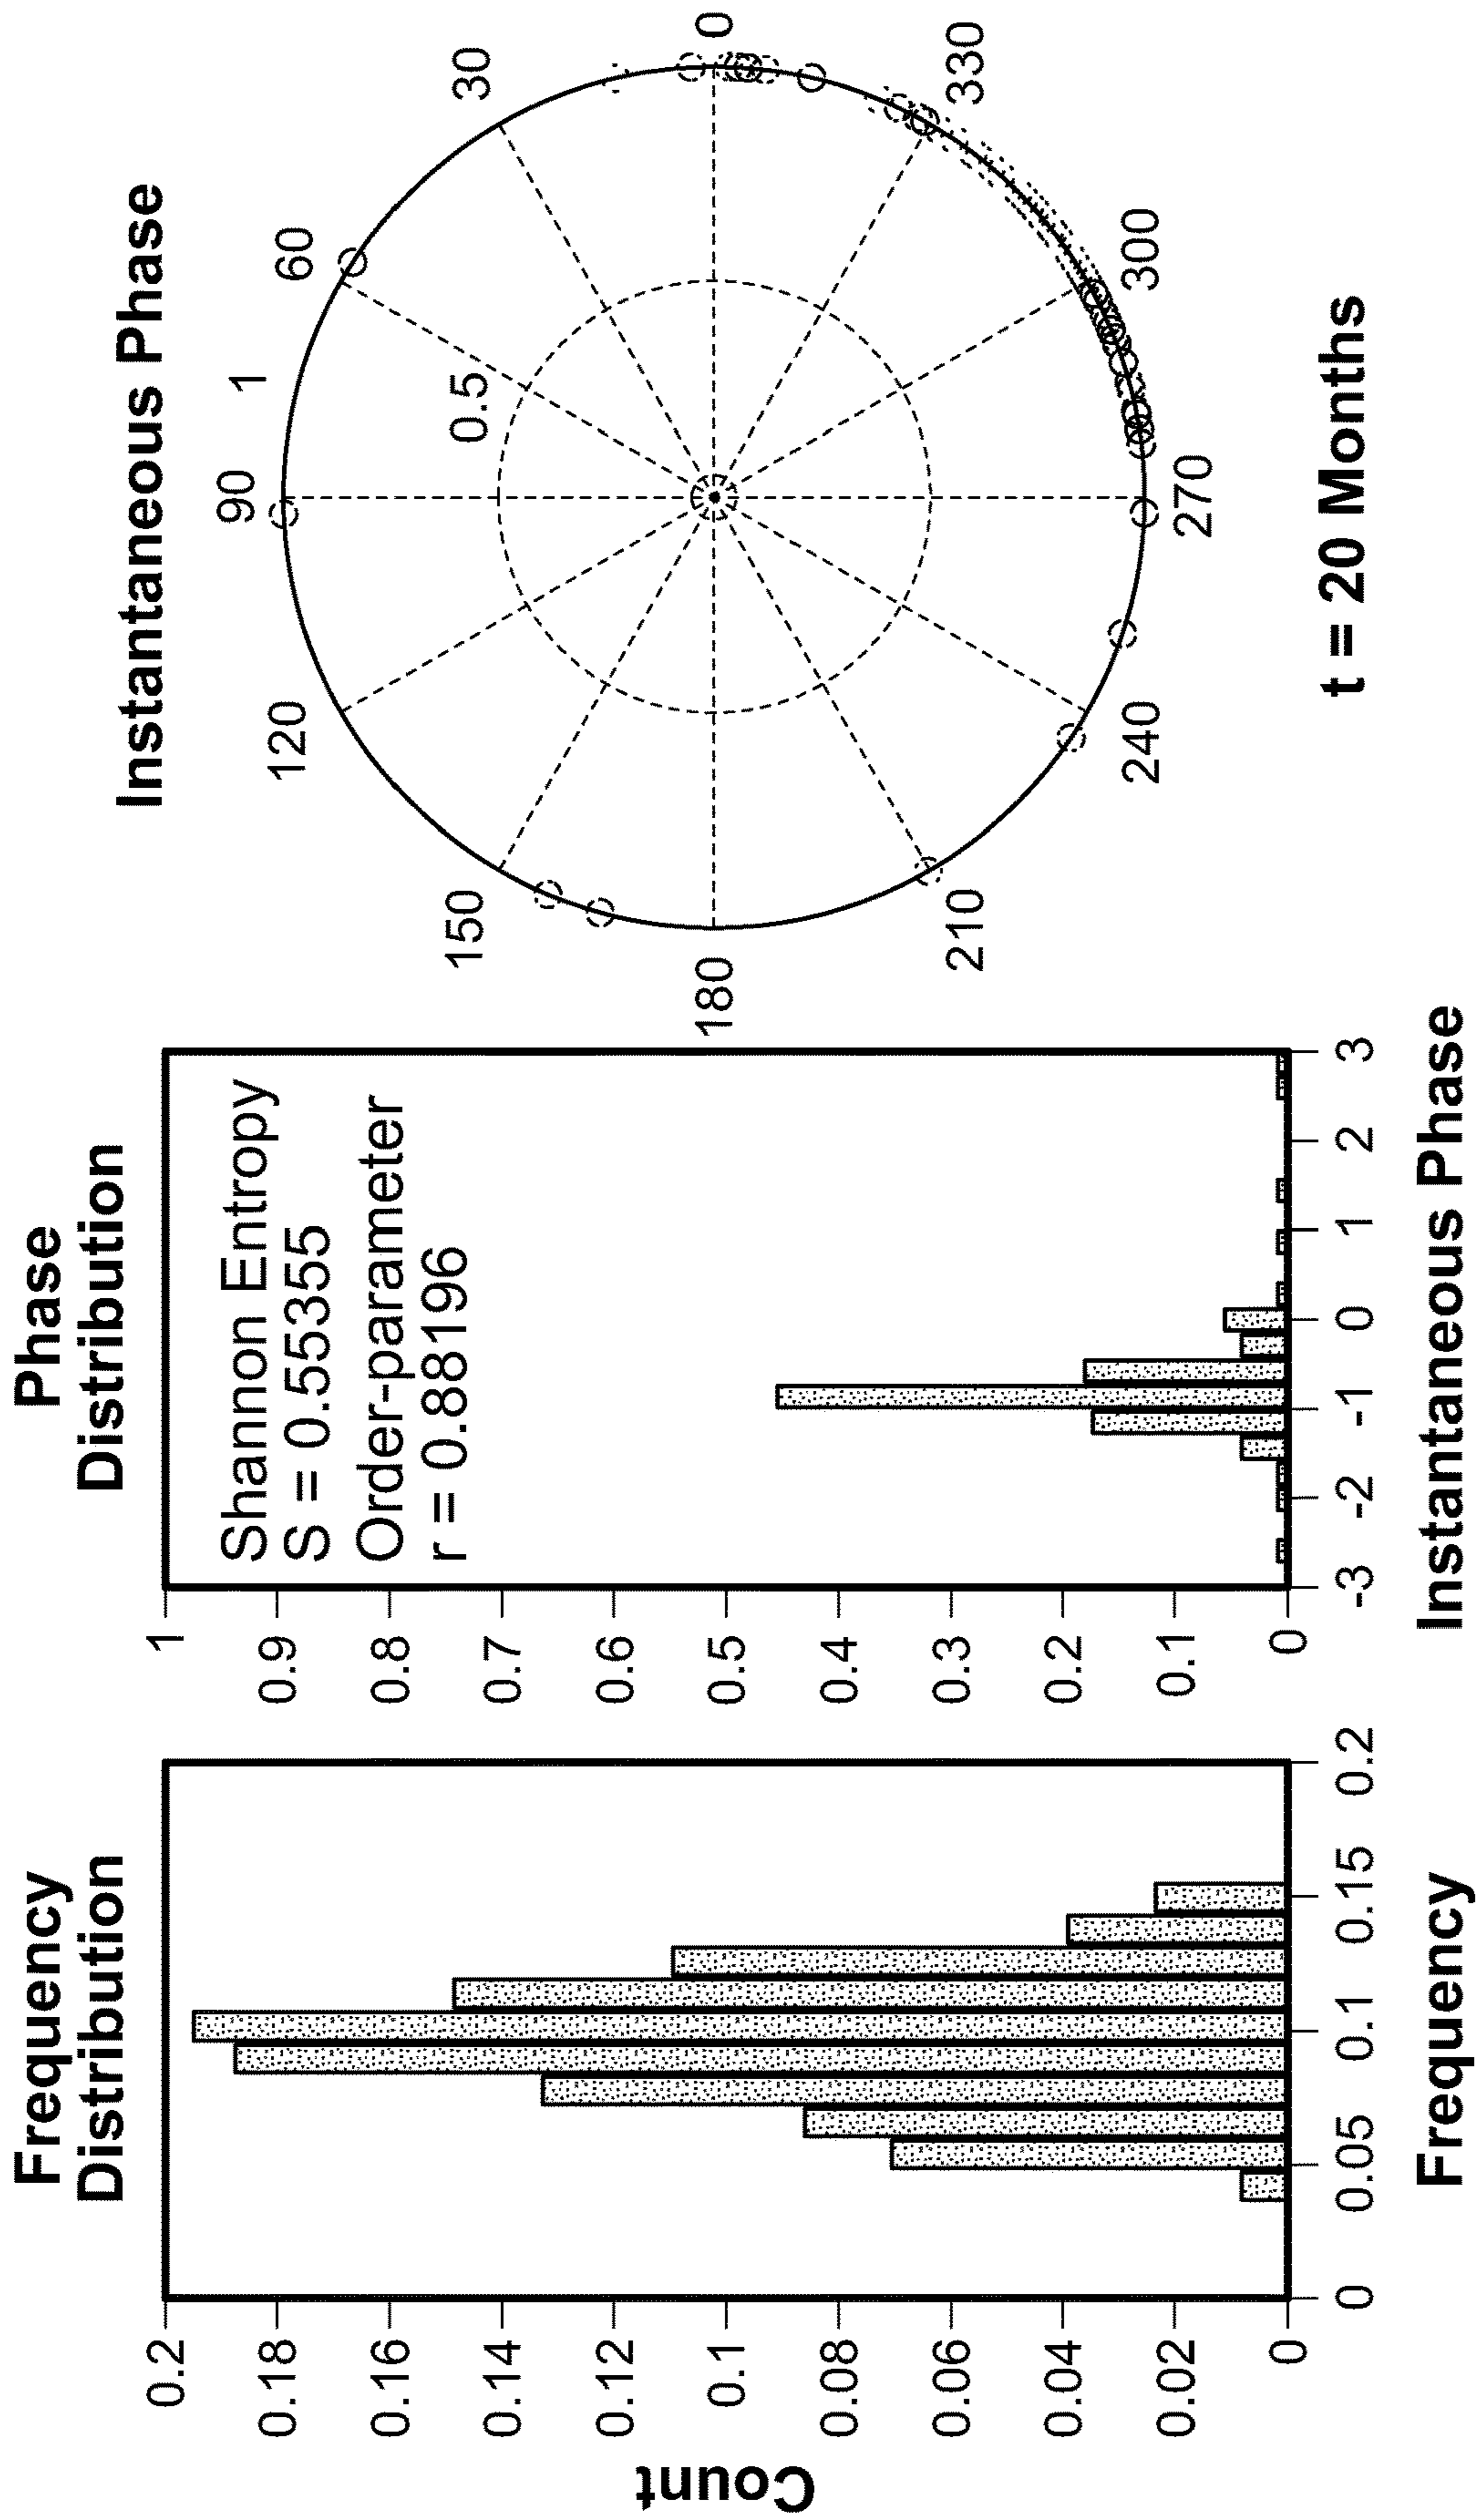 Frequency
Distribution
Count
0.2
0.18
0.16
0.14
0.12
0.1
0.08
0.06
0.04
0.02
0
0 0.05 0.1 0.15 0.2
Frequency
Phase
Distribution
Shannon Entropy
S = 0.55355
Order-parameter
r = 0.88196
1
0.9
0.8
0.7
0.6
0.5
0.4
0.3
0.2
0.1
0
-3 -2 -1 0 1 2 3
Instantaneous Phase
Instantaneous Phase
90
1
120
60
0.5
150
30
180
0
210
330
240
300
270
t = 20 Months